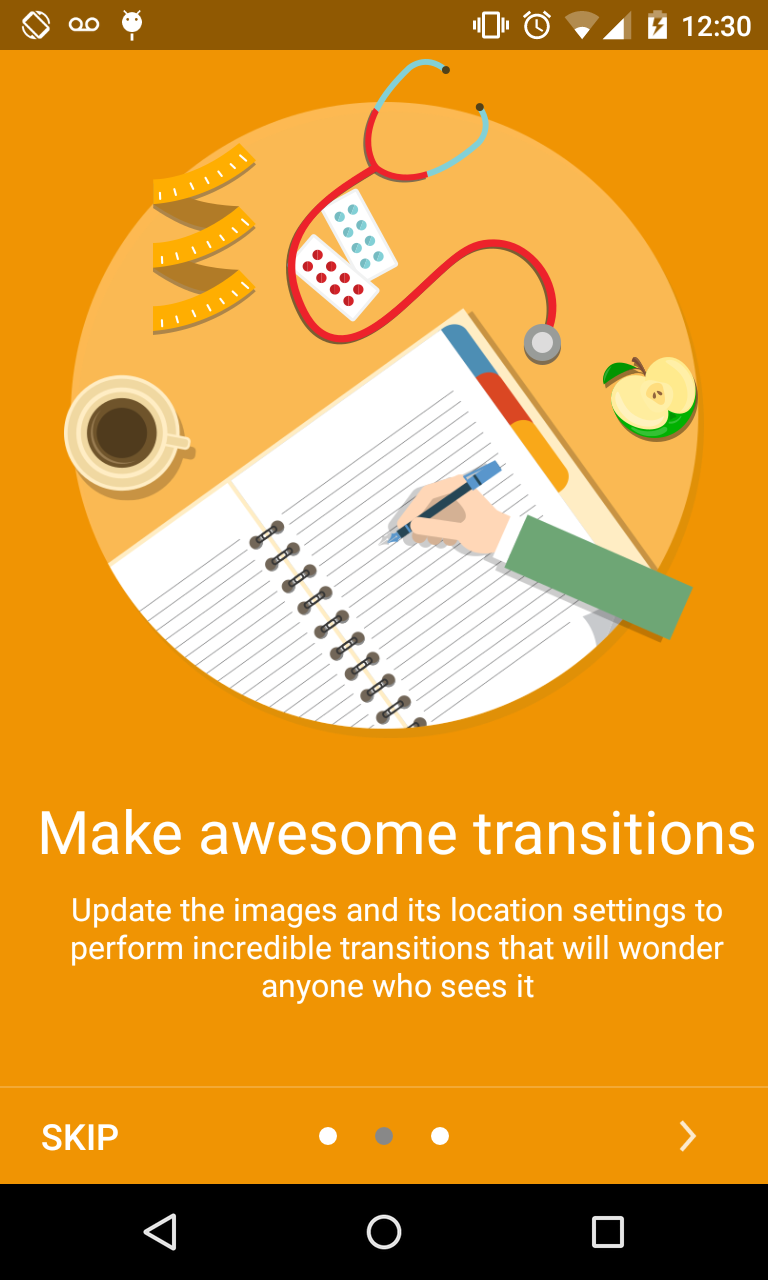 12:30
Make awesome transitions
Update the images and its location settings to
perform incredible transitions that will wonder
anyone who sees it
SKIP